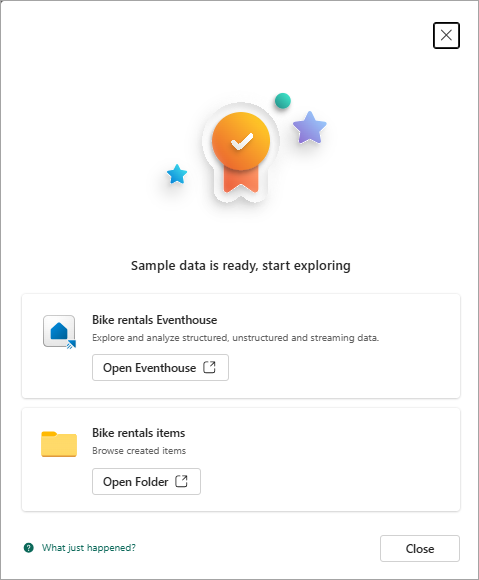 Sample data is ready, start exploring
Bike rentals Eventhouse
Explore and analyze structured, unstructured and streaming data.
Open Eventhouse
Bike rentals items
Browse created items
Open Folder
What just happened?
Close